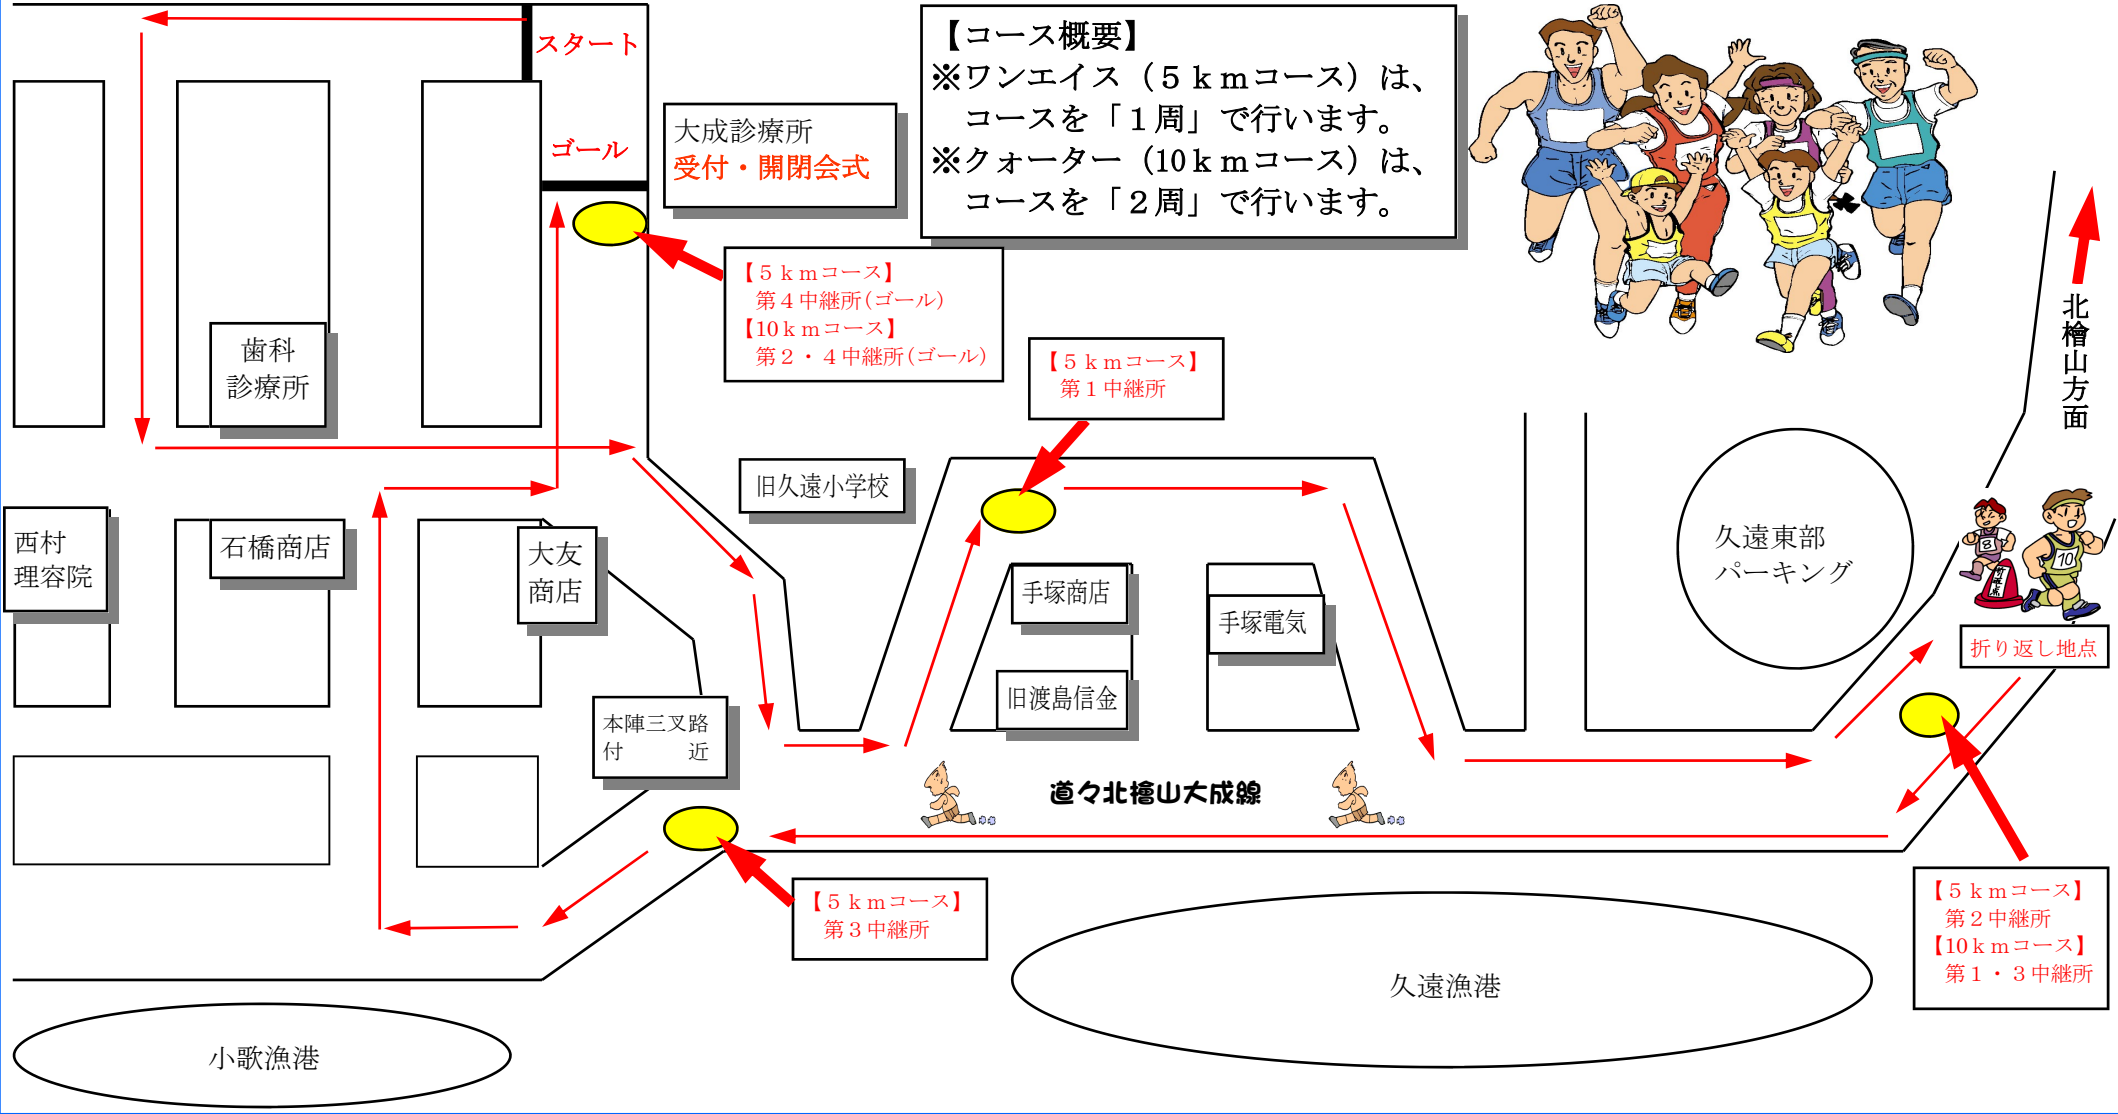 スタート
ゴール
大成診療所
受付・開閉会式
【コース概要】
※ワンエイス（５ｋｍコース）は、
コースを「１周」で行います。
※クォーター（10ｋｍコース）は、
コースを「２周」で行います。
【５ｋｍコース】
第４中継所(ゴール)
【10ｋｍコース】
第２・４中継所(ゴール)
【５ｋｍコース】
第１中継所
北檜山方面
歯科
診療所
旧久遠小学校
西村
理容院
石橋商店
大友
商店
手塚商店
手塚電気
旧渡島信金
久遠東部
パーキング
8
10
折り返し地点
本陣三叉路
付　　近
道々北檜山大成線
【５ｋｍコース】
第３中継所
【５ｋｍコース】
第２中継所
【10ｋｍコース】
第１・３中継所
久遠漁港
小歌漁港